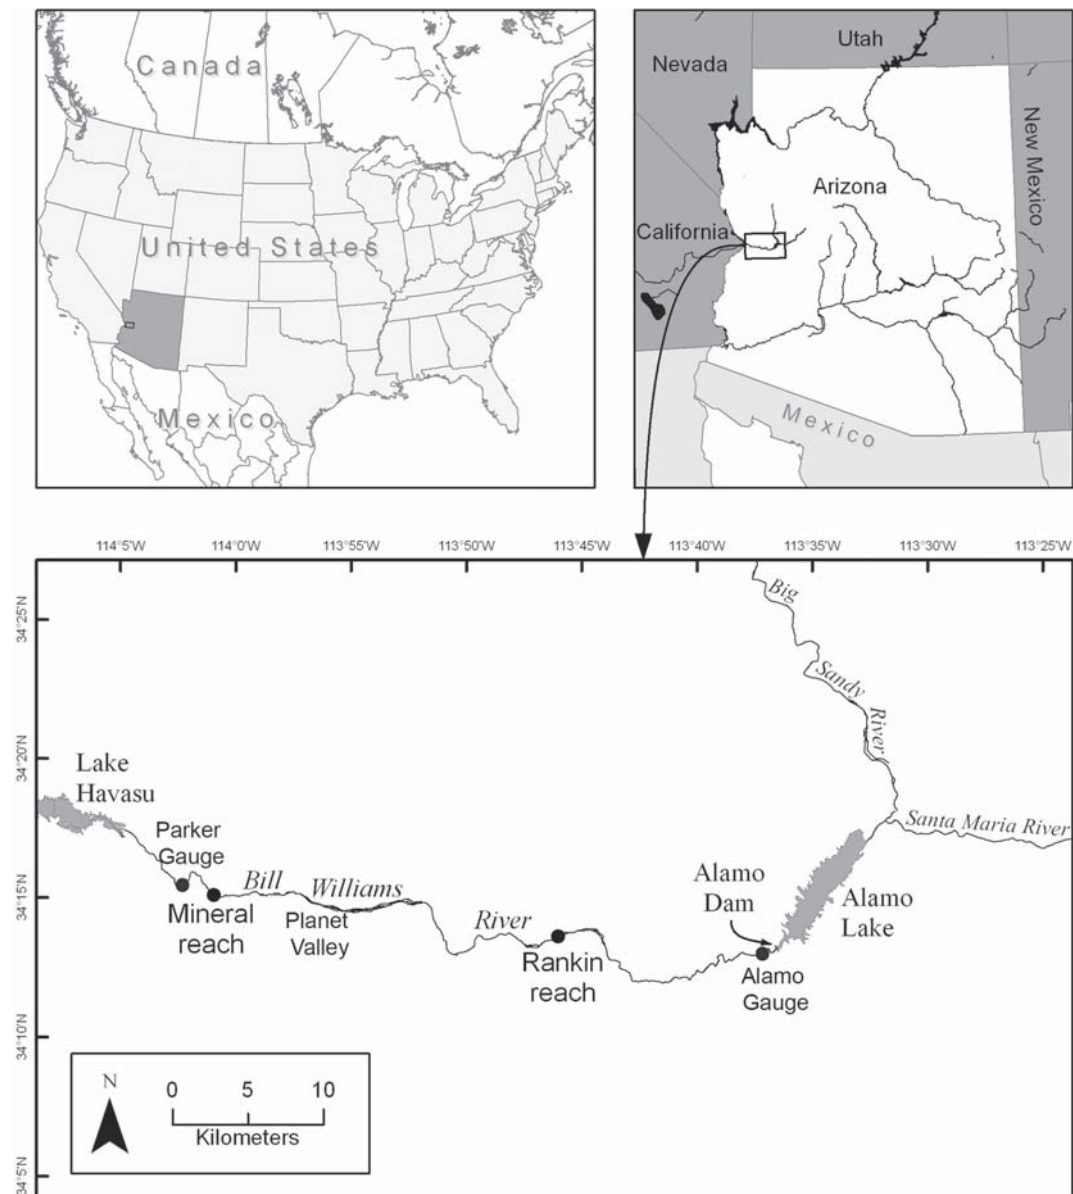 Canada
United States
Mexico
Utah
Nevada
New Mexico
Arizona
California
Mexico
114°5'W 114°0'W 113°55'W 113°50'W 113°45'W 113°40'W 113°35'W 113°30'W 113°25'W
34°25'N
34°20'N
34°15'N
34°10'N
34°5'N
Big
Sandy
River
Santa Maria River
Lake
Havasu
Parker
Gauge
Mineral
reach
Bill Williams River
Planet
Valley
Rankin
reach
Alamo
Dam
Alamo
Lake
Alamo
Gauge
N
0 5 10
Kilometers